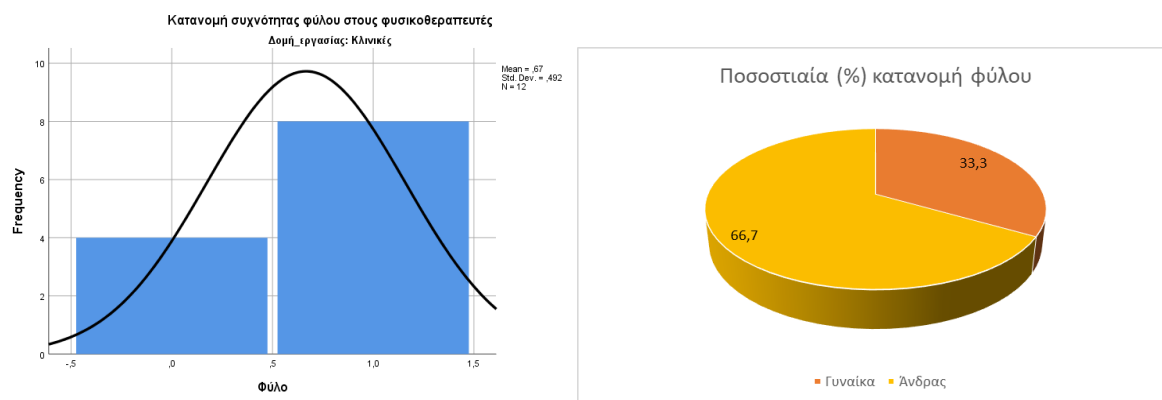 Κατανομή συχνότητας φύλου στους φυσικοθεραπευτές
Δομή_εργασίας: Κλινικές
Mean = ,67
Std. Dev. = ,492
N = 12
Frequency
10
8
6
4
2
0
-,5
,0
,5
1,0
1,5
Φύλο
Ποσοστιαία (%) κατανομή φύλου
33,3
66,7
Γυναίκα
Άνδρας